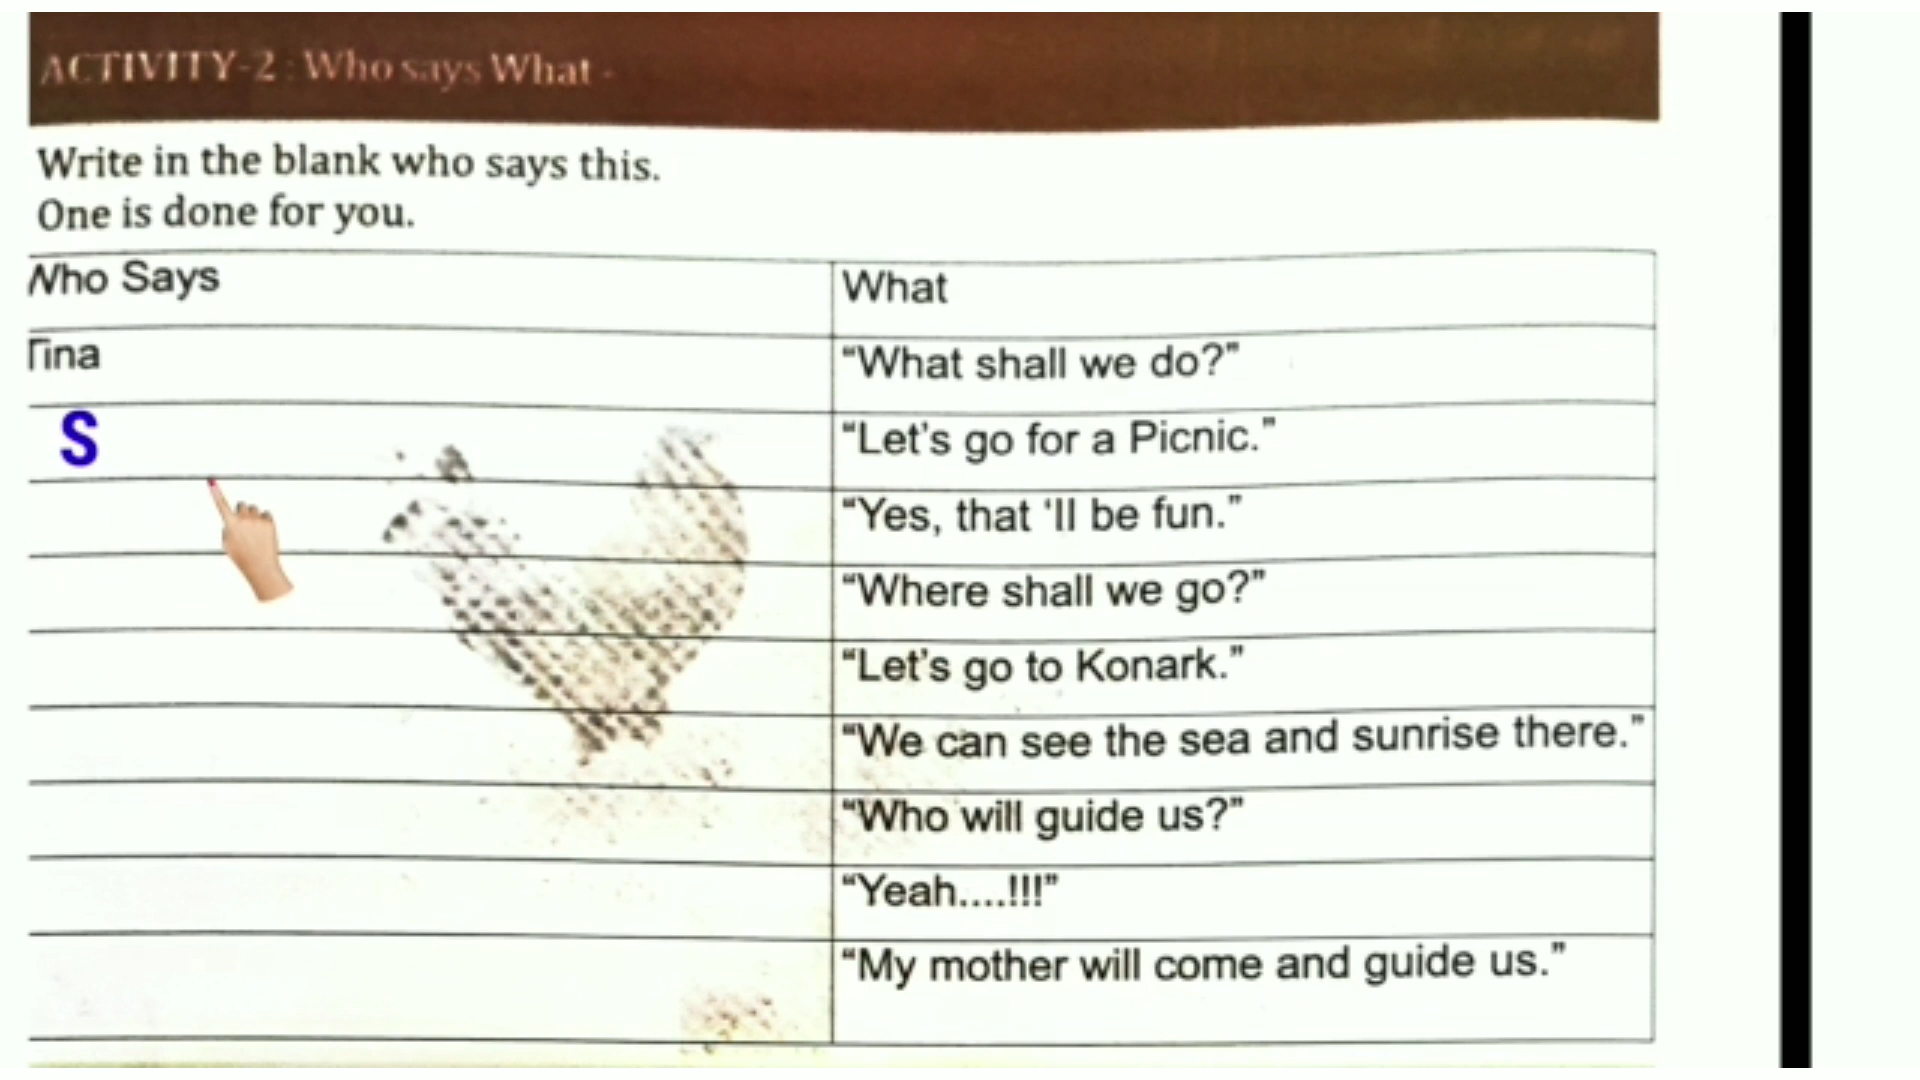 ACTIVITY-2 : Who says What -
Write in the blank who says this.
One is done for you.
Who Says What
Tina “What shall we do?”
S “Let's go for a Picnic.”
“Yes, that ‘ll be fun.”
“Where shall we go?”
“Let's go to Konark.”
“We can see the sea and sunrise there.”
“Who will guide us?”
“Yeah....!!!”
“My mother will come and guide us.”